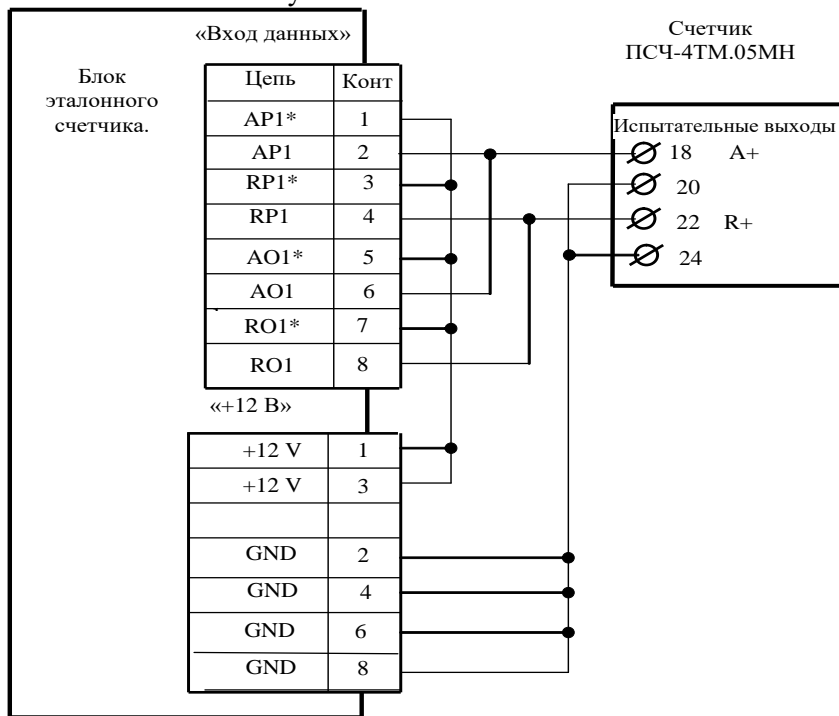 «Вход данных»
Счетчик
ПСЧ-4ТМ.05МН
Блок
эталонного
счетчика.
Цепь Конт
AP1* 1
AP1 2
RP1* 3
RP1 4
AO1* 5
AO1 6
RO1* 7
RO1 8
Испытательные выходы
18 A+
20
22 R+
24
«+12 В»
+12 V 1
+12 V 3
GND 2
GND 4
GND 6
GND 8